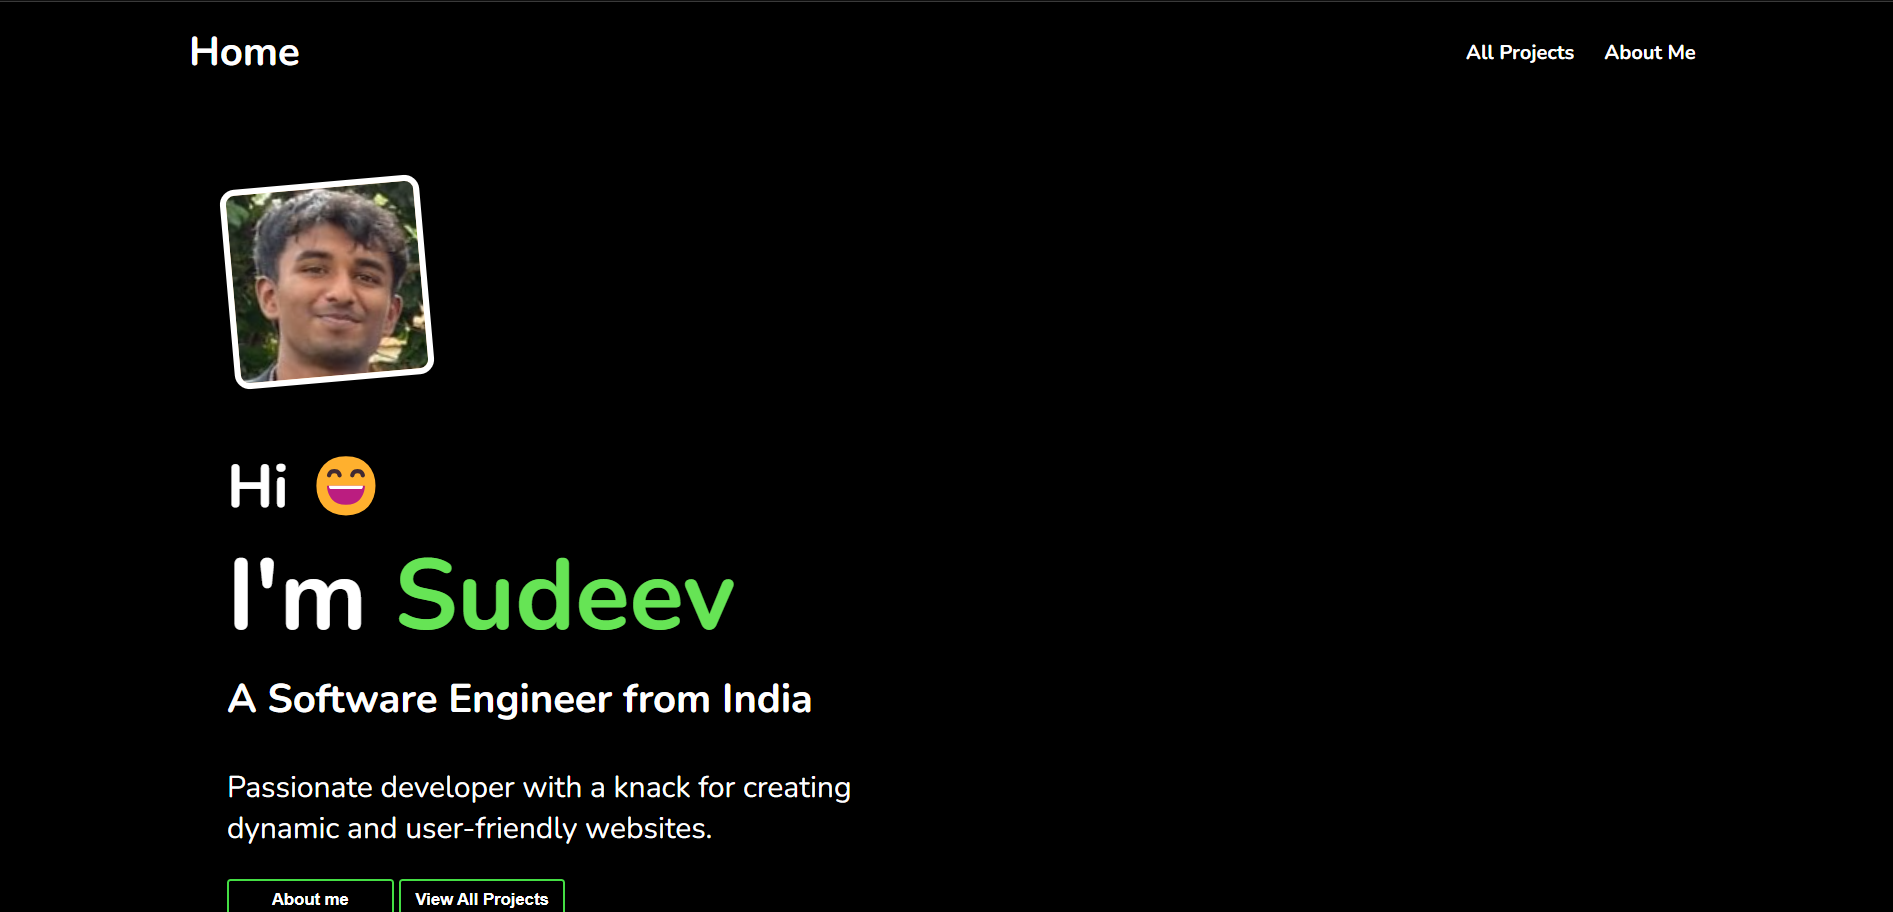 Home
All Projects
About Me
Hi 😄
I'm Sudeev
A Software Engineer from India
Passionate developer with a knack for creating
dynamic and user-friendly websites.
About me
View All Projects